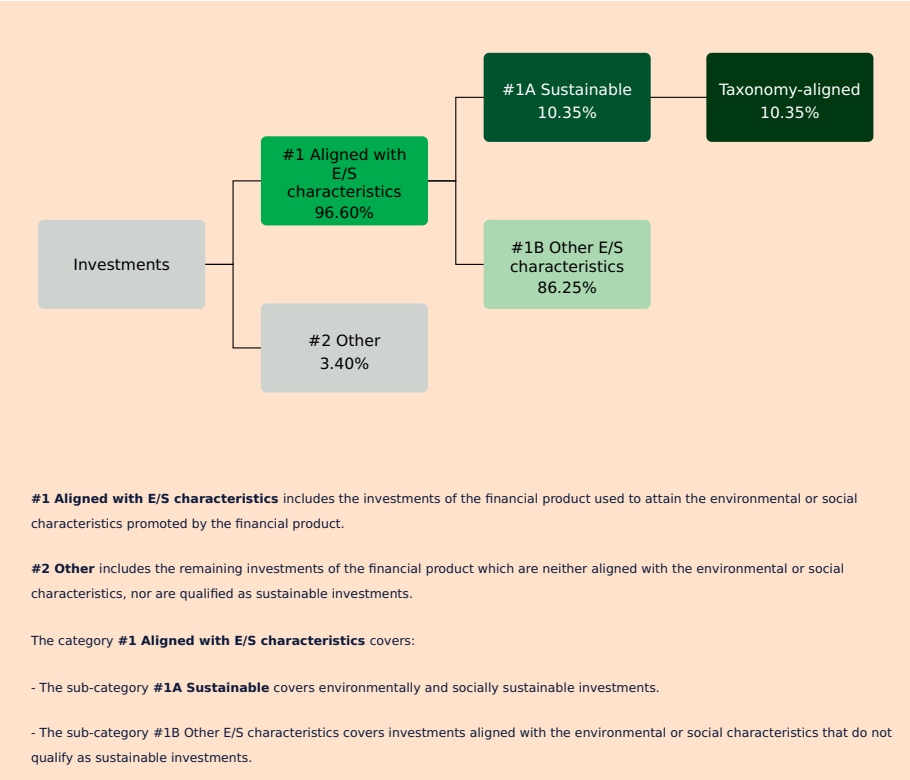 #1A Sustainable
10.35%
Taxonomy-aligned
10.35%
#1 Aligned with
E/S
characteristics
96.60%
Investments
#1B Other E/S
characteristics
86.25%
#2 Other
3.40%
#1 Aligned with E/S characteristics includes the investments of the financial product used to attain the environmental or social
characteristics promoted by the financial product.
#2 Other includes the remaining investments of the financial product which are neither aligned with the environmental or social
characteristics, nor are qualified as sustainable investments.
The category #1 Aligned with E/S characteristics covers:
- The sub-category #1A Sustainable covers environmentally and socially sustainable investments.
- The sub-category #1B Other E/S characteristics covers investments aligned with the environmental or social characteristics that do not
qualify as sustainable investments.